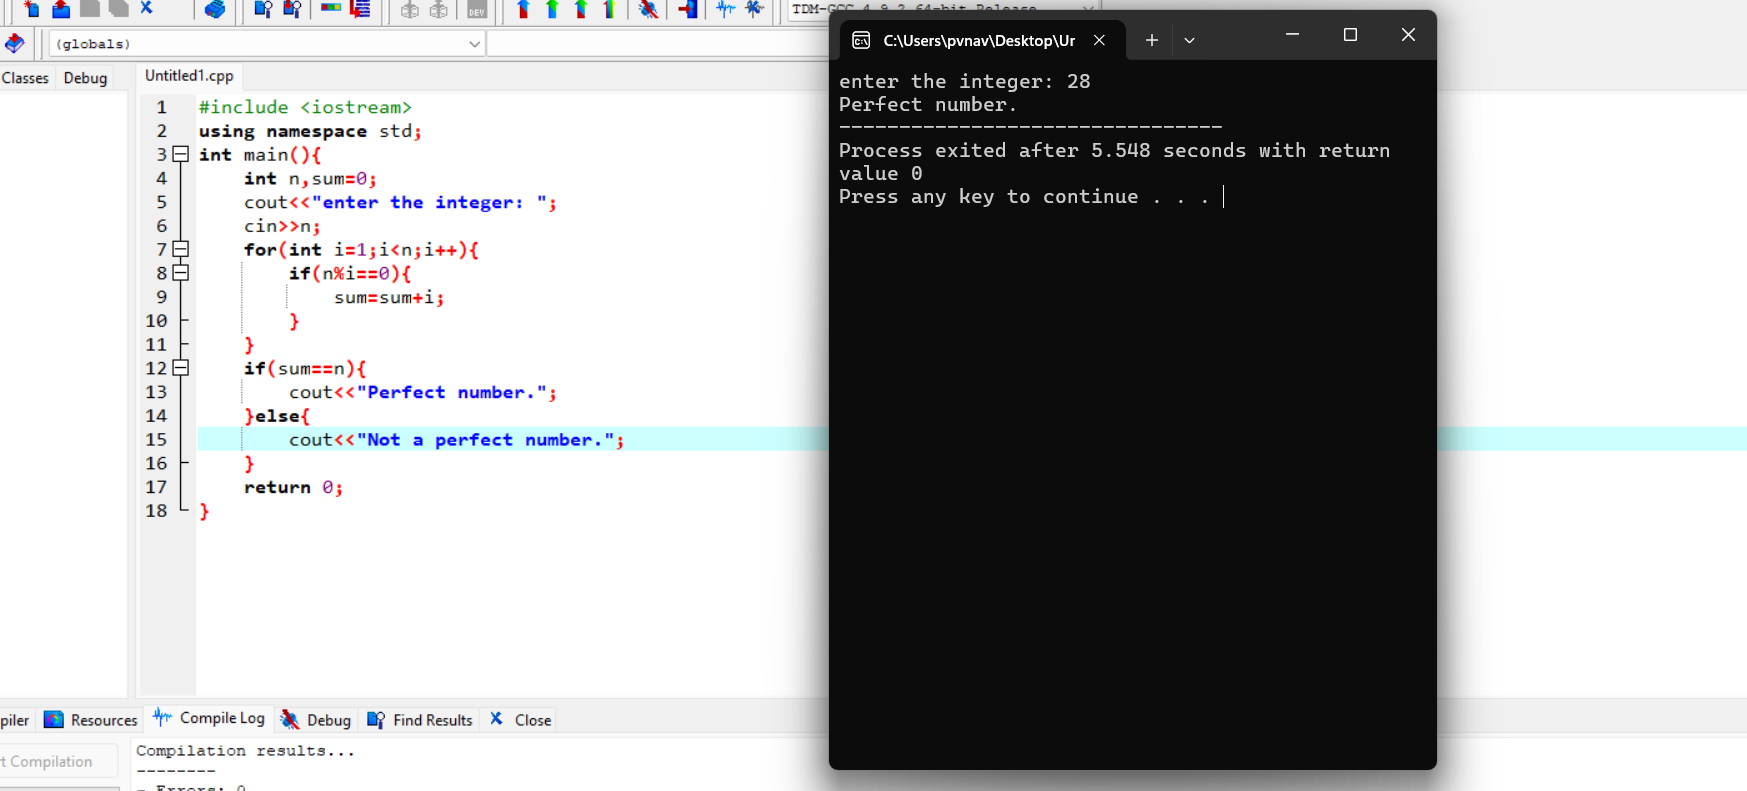 DEV
TDM-GCC 4.9.2 64-bit Release
(globals)
Classes Debug
Untitled1.cpp
1 #include <iostream>
2 using namespace std;
3 int main(){
4 int n,sum=0;
5 cout<<"enter the integer: ";
6 cin>>n;
7 for(int i=1;i<n;i++){
8 if(n%i==0){
9 sum=sum+i;
10 }
11 }
12 if(sum==n){
13 cout<<"Perfect number.";
14 }else{
15 cout<<"Not a perfect number.";
16 }
17 return 0;
18 }
C:\Users\pvnav\Desktop\Ur
enter the integer: 28
Perfect number.
--------------------------------
Process exited after 5.548 seconds with return
value 0
Press any key to continue . . .
piler Resources Compile Log Debug Find Results Close
t Compilation
Compilation results...
--------
- Errors: 0